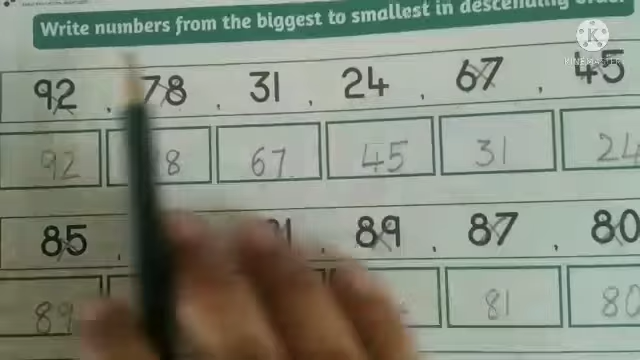 Write numbers from the biggest to smallest in descending order
KINEMASTER
92 , 78 , 31 , 24 , 67 , 45
92 8 67 45 31 24
85 , 89 , 87 , 80
89 81 80